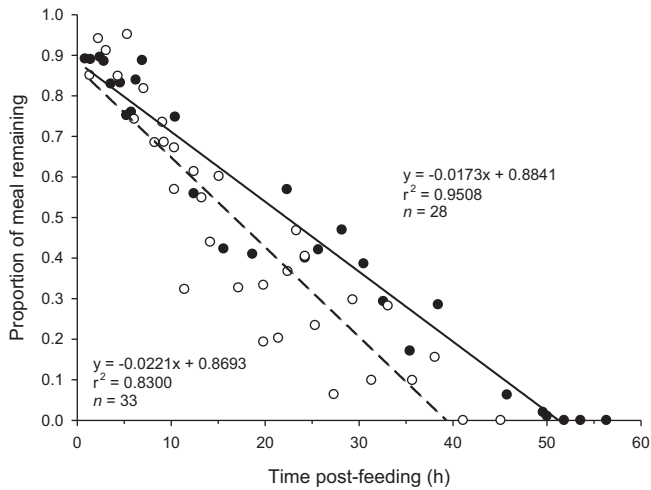 1.0
0.9
0.8
0.7
0.6
0.5
0.4
0.3
0.2
0.1
0.0
Proportion of meal remaining
y = -0.0173x + 0.8841
r² = 0.9508
n = 28
y = -0.0221x + 0.8693
r² = 0.8300
n = 33
0 10 20 30 40 50 60
Time post-feeding (h)